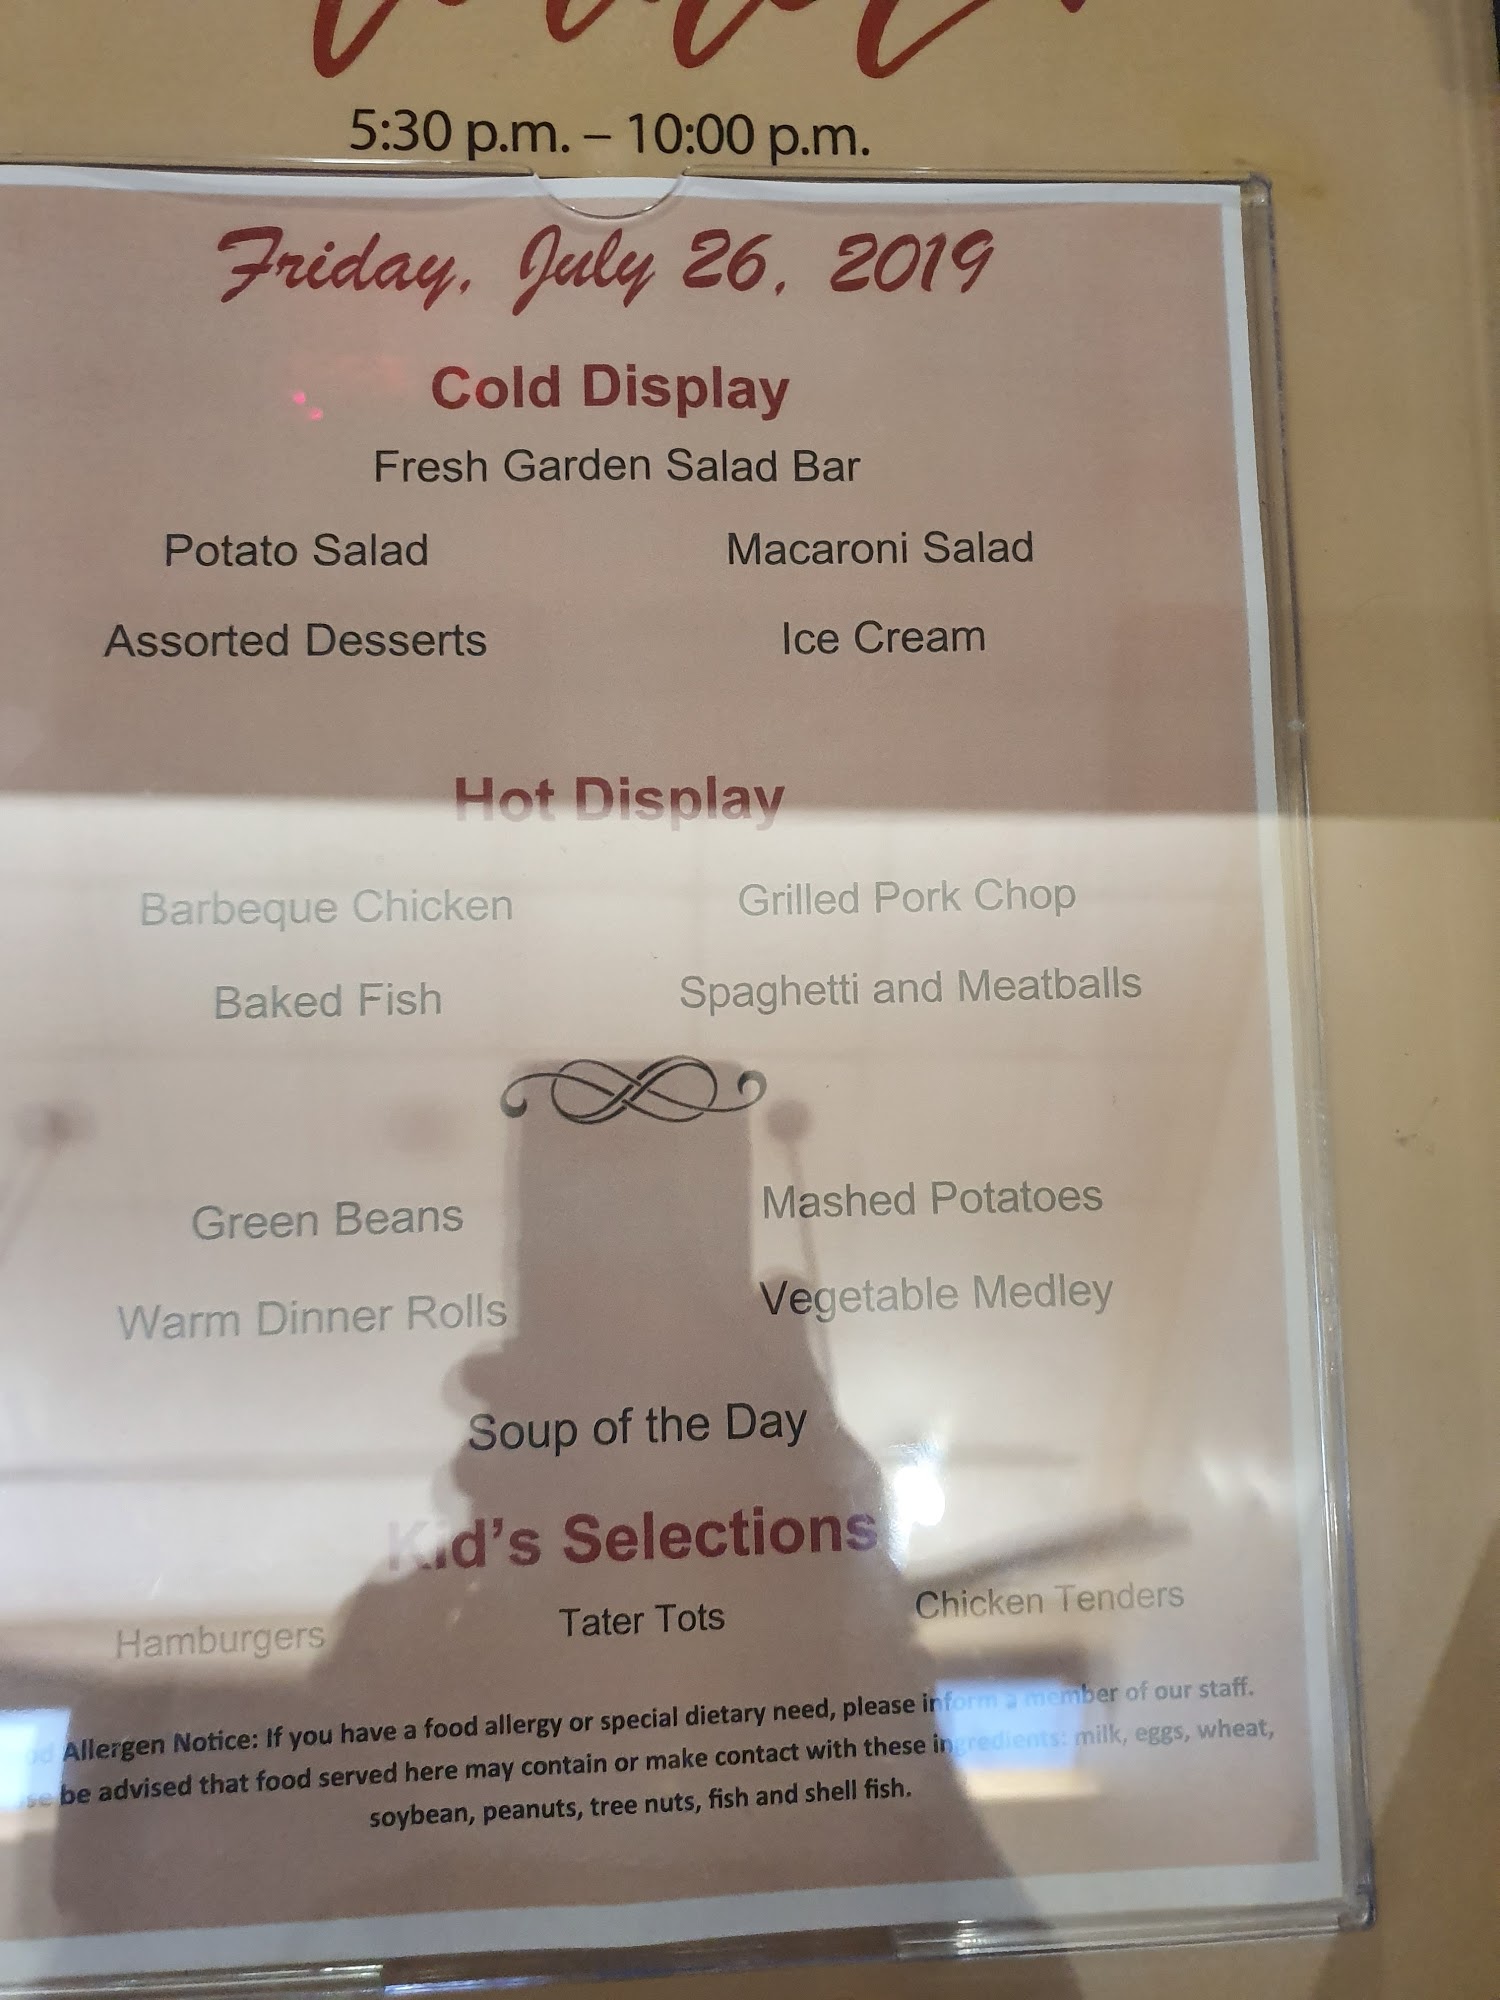 5:30 p.m. – 10:00 p.m.
Friday, July 26, 2019
Cold Display
Fresh Garden Salad Bar
Potato Salad Macaroni Salad
Assorted Desserts Ice Cream
Hot Display
Barbeque Chicken Grilled Pork Chop
Baked Fish Spaghetti and Meatballs
Green Beans Mashed Potatoes
Warm Dinner Rolls Vegetable Medley
Soup of the Day
Kid's Selections
Hamburgers Tater Tots Chicken Tenders
Allergen Notice: If you have a food allergy or special dietary need, please inform a member of our staff.
be advised that food served here may contain or make contact with these ingredients: milk, eggs, wheat,
soybean, peanuts, tree nuts, fish and shell fish.